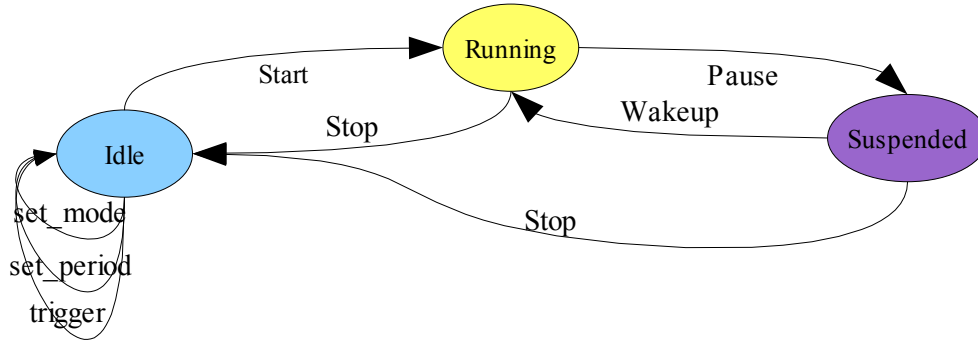 Running
Start
Pause
Wakeup
Stop
Suspended
Idle
set_mode
Stop
set_period
trigger